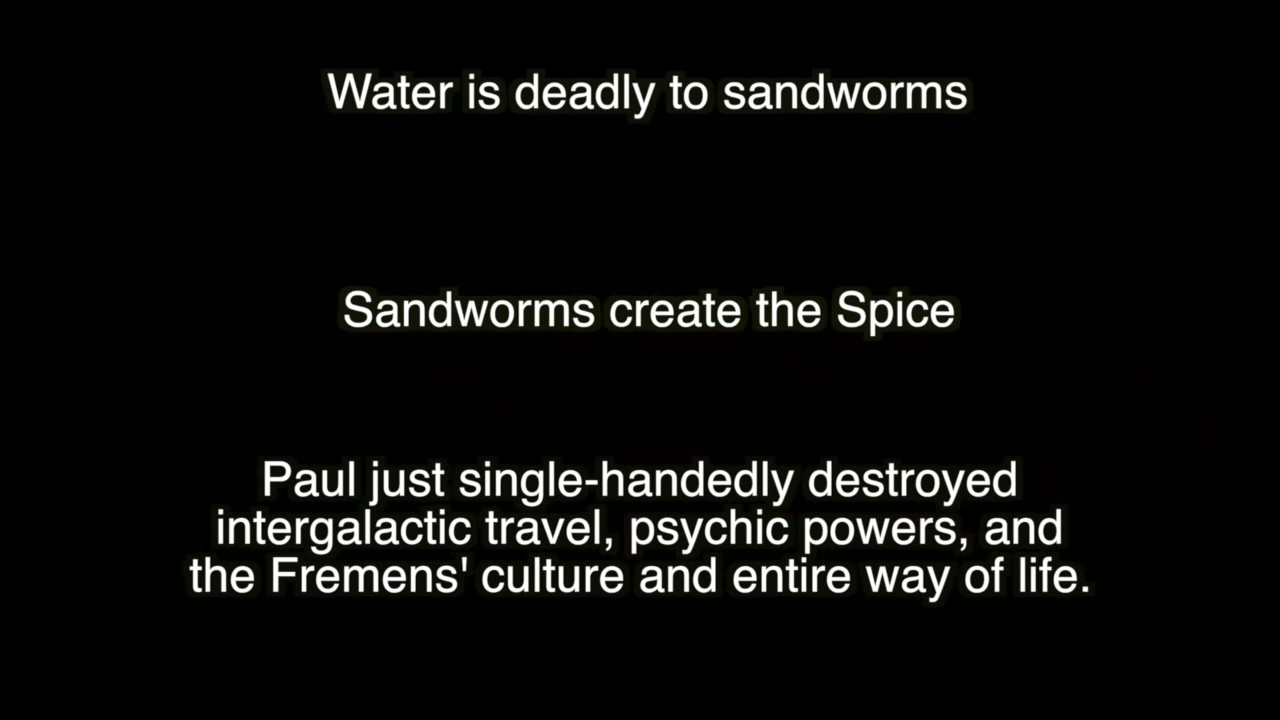 Water is deadly to sandworms
Sandworms create the Spice
Paul just single-handedly destroyed
intergalactic travel, psychic powers, and
the Fremens' culture and entire way of life.